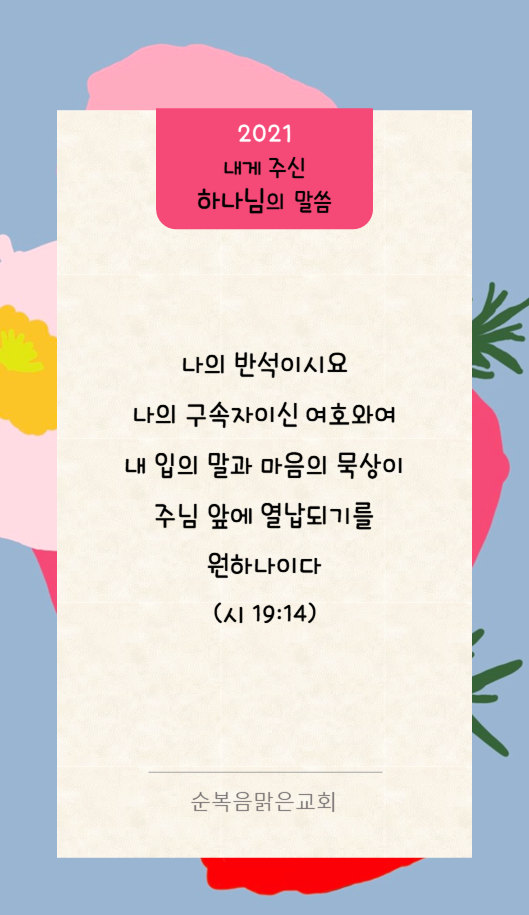 2021
내게 주신
하나님의 말씀
나의 반석이시요
나의 구속자이신 여호와여
내 입의 말과 마음의 묵상이
주님 앞에 열납되기를
원하나이다
(시 19:14)
순복음맑은교회